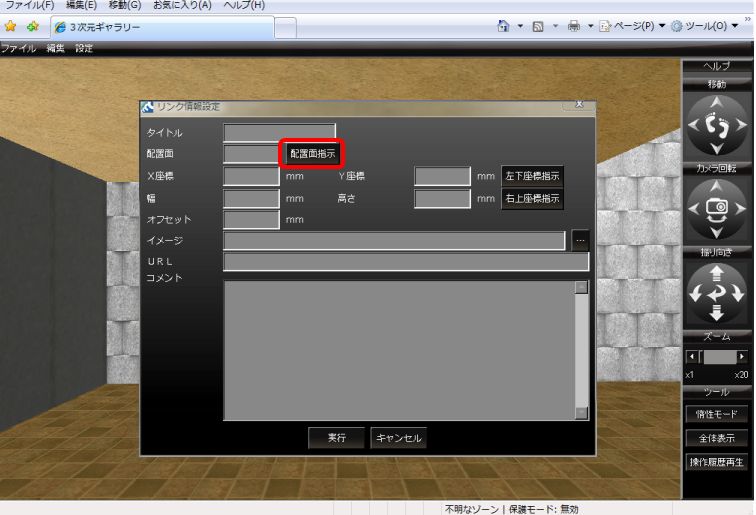 ファイル(F) 編集(E) 移動(G) お気に入り(A) ヘルプ(H)
3次元ギャラリー
ページ(P) ツール(O) »
ファイル 編集 設定
ヘルプ
移動
カメラ回転
振り向き
ズーム
x1 x20
ツール
惰性モード
全体表示
操作履歴再生
リンク情報設定 X
タイトル
配置面 配置面指示
X座標 mm Y座標 mm 左下座標指示
幅 mm 高さ mm 右上座標指示
オフセット mm
イメージ ...
URL
コメント
実行 キャンセル
不明なゾーン | 保護モード: 無効